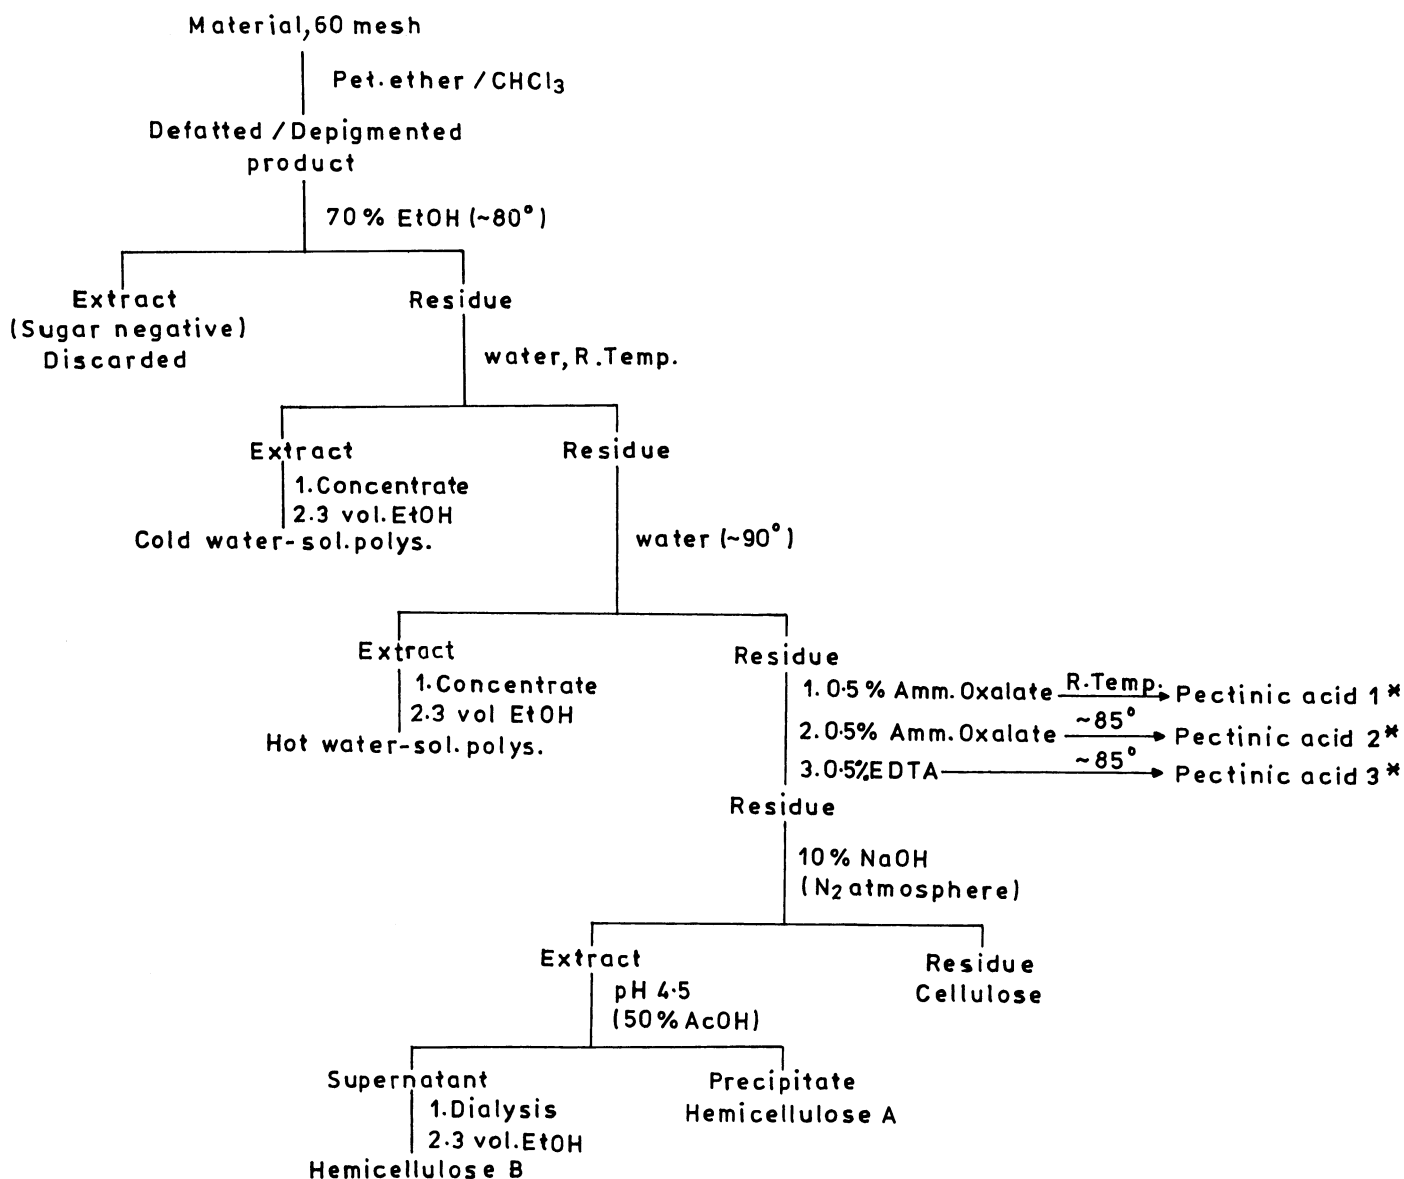 Material, 60 mesh
Pet. ether / CHCl3
Defatted / Depigmented
product
70% EtOH (~80°)
Extract
(Sugar negative)
Discarded
Residue
water, R.Temp.
Extract
1. Concentrate
2. 3 vol. EtOH
Cold water-sol. polys.
Residue
water (~90°)
Extract
1. Concentrate
2. 3 vol EtOH
Hot water-sol. polys.
Residue
1. 0·5% Amm. Oxalate R.Temp. Pectinic acid 1*
2. 0·5% Amm. Oxalate ~85° Pectinic acid 2*
3. 0·5% EDTA ~85° Pectinic acid 3*
Residue
10% NaOH
(N2 atmosphere)
Extract
pH 4·5
(50% AcOH)
Residue
Cellulose
Supernatant
1. Dialysis
2. 3 vol. EtOH
Hemicellulose B
Precipitate
Hemicellulose A